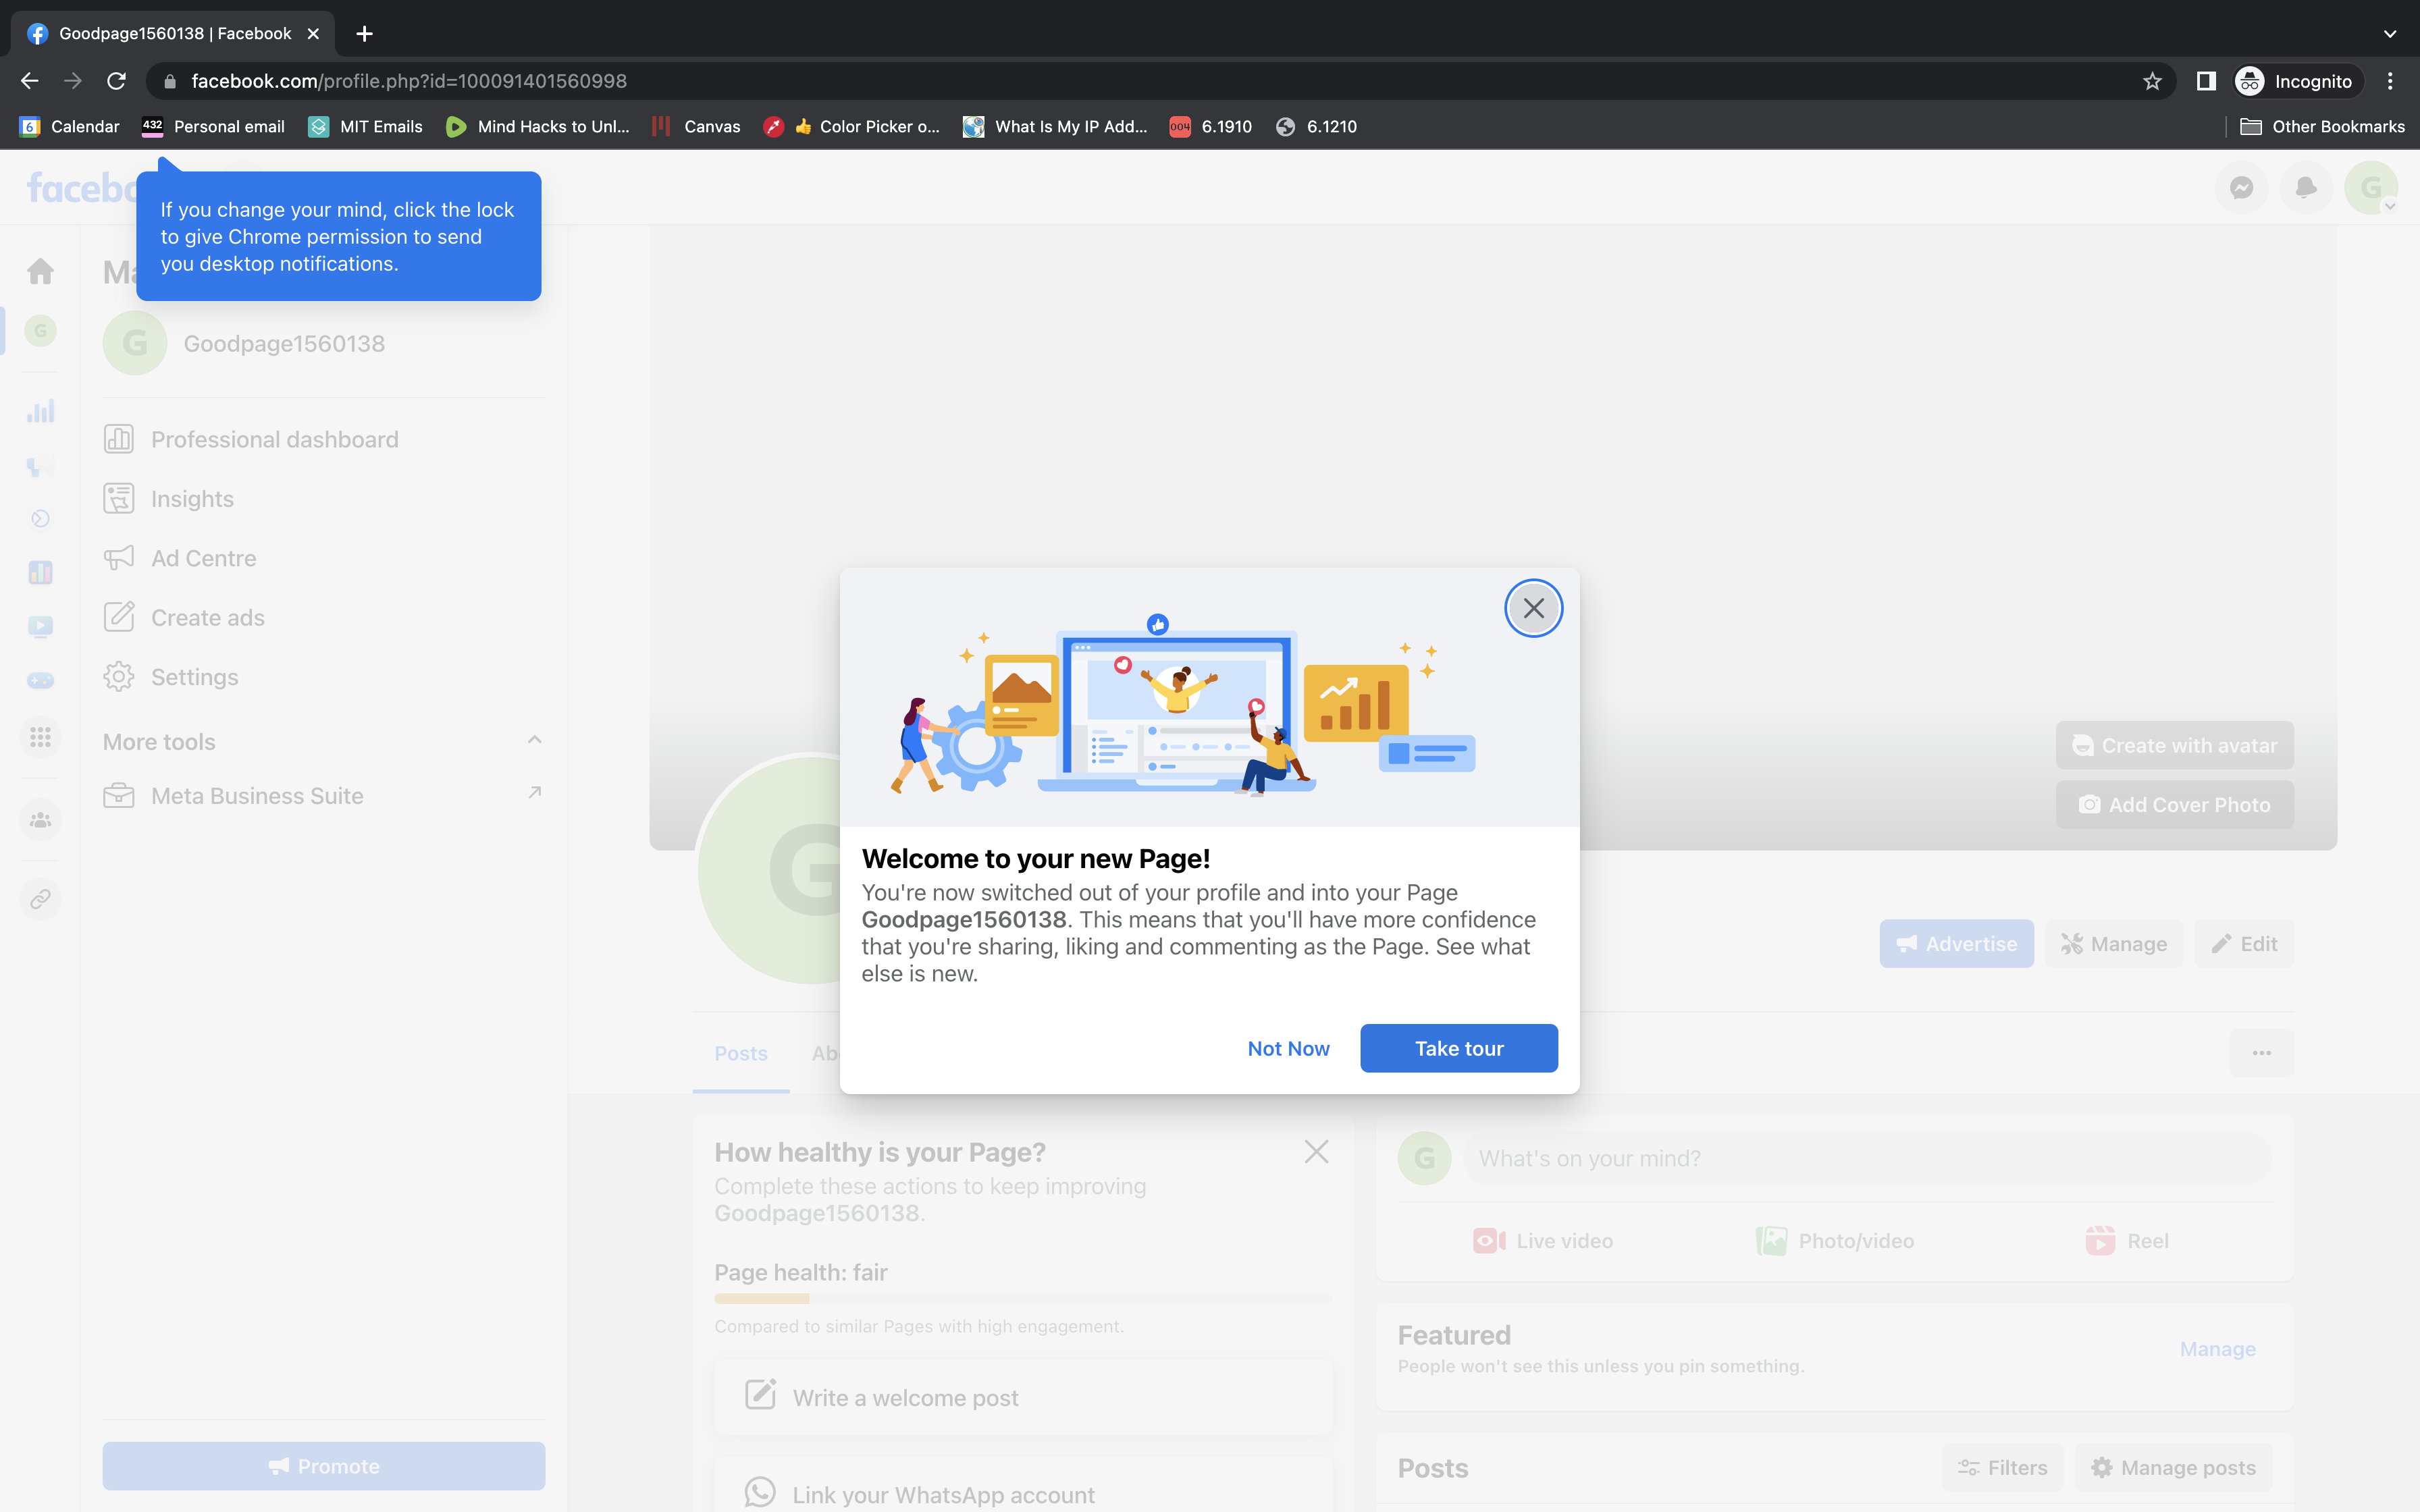 Goodpage1560138 | Facebook
facebook.com/profile.php?id=100091401560998
Incognito
6 Calendar
432 Personal email
MIT Emails
Mind Hacks to Unl...
Canvas
👍 Color Picker o...
What Is My IP Add...
004 6.1910
6.1210
Other Bookmarks
If you change your mind, click the lock
to give Chrome permission to send
you desktop notifications.
G
G
G Goodpage1560138
Professional dashboard
Insights
Ad Centre
Create ads
Settings
More tools
Meta Business Suite
Promote
Create with avatar
Add Cover Photo
G
Welcome to your new Page!
You're now switched out of your profile and into your Page
Goodpage1560138. This means that you'll have more confidence
that you're sharing, liking and commenting as the Page. See what
else is new.
Not Now
Take tour
Advertise
Manage
Edit
Posts
How healthy is your Page?
Complete these actions to keep improving
Goodpage1560138.
Page health: fair
Compared to similar Pages with high engagement.
Write a welcome post
Link your WhatsApp account
G What's on your mind?
Live video
Photo/video
Reel
Featured
People won't see this unless you pin something.
Manage
Posts
Filters
Manage posts